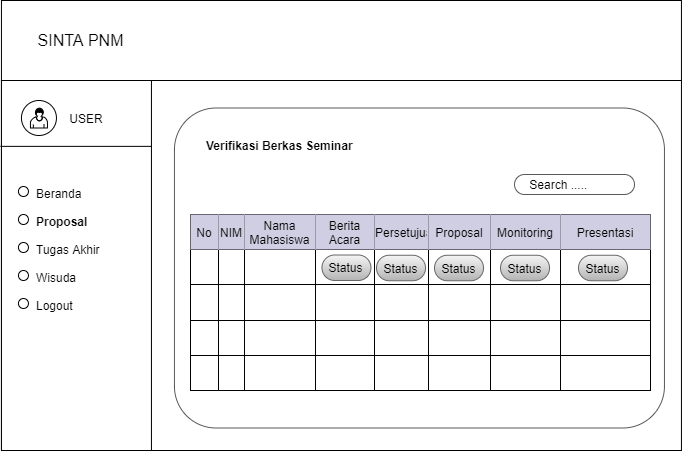 SINTA PNM
USER
Beranda
Proposal
Tugas Akhir
Wisuda
Logout
Verifikasi Berkas Seminar
Search .....
No NIM Nama Mahasiswa Berita Acara Persetuju Proposal Monitoring Presentasi
Status Status Status Status Status